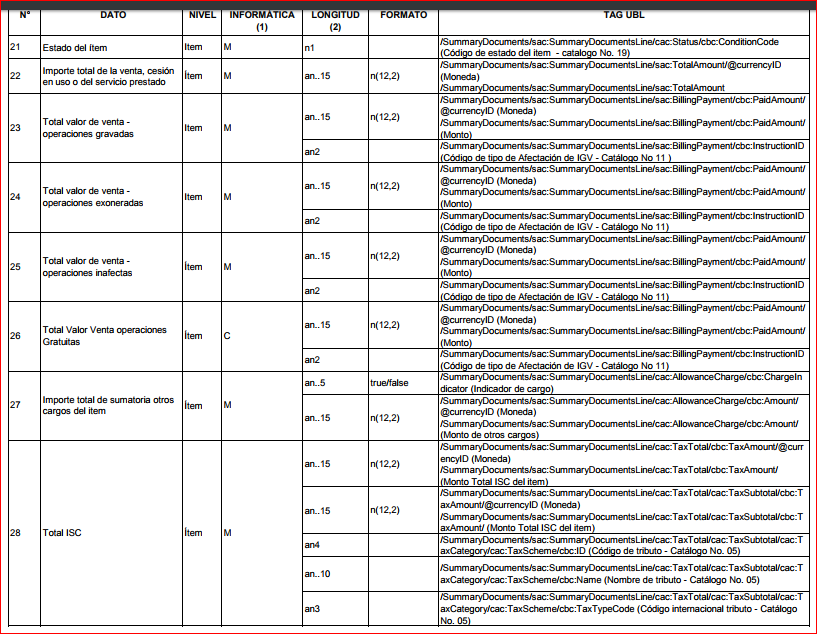 Nº DATO NIVEL INFORMÁTICA LONGITUD FORMATO TAG UBL
(1) (2)
21 Estado del ítem Item M n1 /SummaryDocuments/sac:SummaryDocumentsLine/cac:Status/cbc:ConditionCode
(Código de estado del item - catalogo No. 19)
22 Importe total de la venta, cesión
en uso o del servicio prestado Ítem M an..15 n(12,2) /SummaryDocuments/sac:SummaryDocumentsLine/sac:TotalAmount/@currencyID
(Moneda)
/SummaryDocuments/sac:SummaryDocumentsLine/sac:TotalAmount
23 Total valor de venta -
operaciones gravadas Item M an..15 n(12,2) /SummaryDocuments/sac:SummaryDocumentsLine/sac:BillingPayment/cbc:PaidAmount/
@currencyID (Moneda)
/SummaryDocuments/sac:SummaryDocumentsLine/sac:BillingPayment/cbc:PaidAmount/
(Monto)
an2 /SummaryDocuments/sac:SummaryDocumentsLine/sac:BillingPayment/cbc:InstructionID
(Código de tipo de Afectación de IGV - Catálogo No 11 )
24 Total valor de venta -
operaciones exoneradas Item M an..15 n(12,2) /SummaryDocuments/sac:SummaryDocumentsLine/sac:BillingPayment/cbc:PaidAmount/
@currencyID (Moneda)
/SummaryDocuments/sac:SummaryDocumentsLine/sac:BillingPayment/cbc:PaidAmount/
(Monto)
an2 /SummaryDocuments/sac:SummaryDocumentsLine/sac:BillingPayment/cbc:InstructionID
(Código de tipo de Afectación de IGV - Catálogo No 11)
25 Total valor de venta -
operaciones inafectas Ítem M an..15 n(12,2) /SummaryDocuments/sac:SummaryDocumentsLine/sac:BillingPayment/cbc:PaidAmount/
@currencyID (Moneda)
/SummaryDocuments/sac:SummaryDocumentsLine/sac:BillingPayment/cbc:PaidAmount/
(Monto)
an2 /SummaryDocuments/sac:SummaryDocumentsLine/sac:BillingPayment/cbc:InstructionID
(Código de tipo de Afectación de IGV - Catálogo No 11)
26 Total Valor Venta operaciones
Gratuitas Ítem C an..15 n(12,2) /SummaryDocuments/sac:SummaryDocumentsLine/sac:BillingPayment/cbc:PaidAmount/
@currencyID (Moneda)
/SummaryDocuments/sac:SummaryDocumentsLine/sac:BillingPayment/cbc:PaidAmount/
(Monto)
an2 /SummaryDocuments/sac:SummaryDocumentsLine/sac:BillingPayment/cbc:InstructionID
(Código de tipo de Afectación de IGV - Catálogo No 11)
27 Importe total de sumatoria otros
cargos del item Ítem M an..5 true/false /SummaryDocuments/sac:SummaryDocumentsLine/cac:AllowanceCharge/cbc:ChargeIn
dicator (Indicador de cargo)
an..15 n(12,2) /SummaryDocuments/sac:SummaryDocumentsLine/cac:AllowanceCharge/cbc:Amount/
@currencyID (Moneda)
/SummaryDocuments/sac:SummaryDocumentsLine/cac:AllowanceCharge/cbc:Amount/
(Monto de otros cargos)
28 Total ISC Ítem M an..15 n(12,2) /SummaryDocuments/sac:SummaryDocumentsLine/cac:TaxTotal/cbc:TaxAmount/@curr
encyID (Moneda)
/SummaryDocuments/sac:SummaryDocumentsLine/cac:TaxTotal/cbc:TaxAmount/
(Monto Total ISC del item)
an..15 n(12,2) /SummaryDocuments/sac:SummaryDocumentsLine/cac:TaxTotal/cac:TaxSubtotal/cbc:T
axAmount/@currencyID (Moneda)
/SummaryDocuments/sac:SummaryDocumentsLine/cac:TaxTotal/cac:TaxSubtotal/cbc:T
axAmount/ (Monto Total ISC del item)
an4 /SummaryDocuments/sac:SummaryDocumentsLine/cac:TaxTotal/cac:TaxSubtotal/cac:T
axCategory/cac:TaxScheme/cbc:ID (Código de tributo - Catálogo No. 05)
an..10 /SummaryDocuments/sac:SummaryDocumentsLine/cac:TaxTotal/cac:TaxSubtotal/cac:T
axCategory/cac:TaxScheme/cbc:Name (Nombre de tributo - Catálogo No. 05)
an3 /SummaryDocuments/sac:SummaryDocumentsLine/cac:TaxTotal/cac:TaxSubtotal/cac:T
axCategory/cac:TaxScheme/cbc:TaxTypeCode (Código internacional tributo - Catálogo
No. 05)